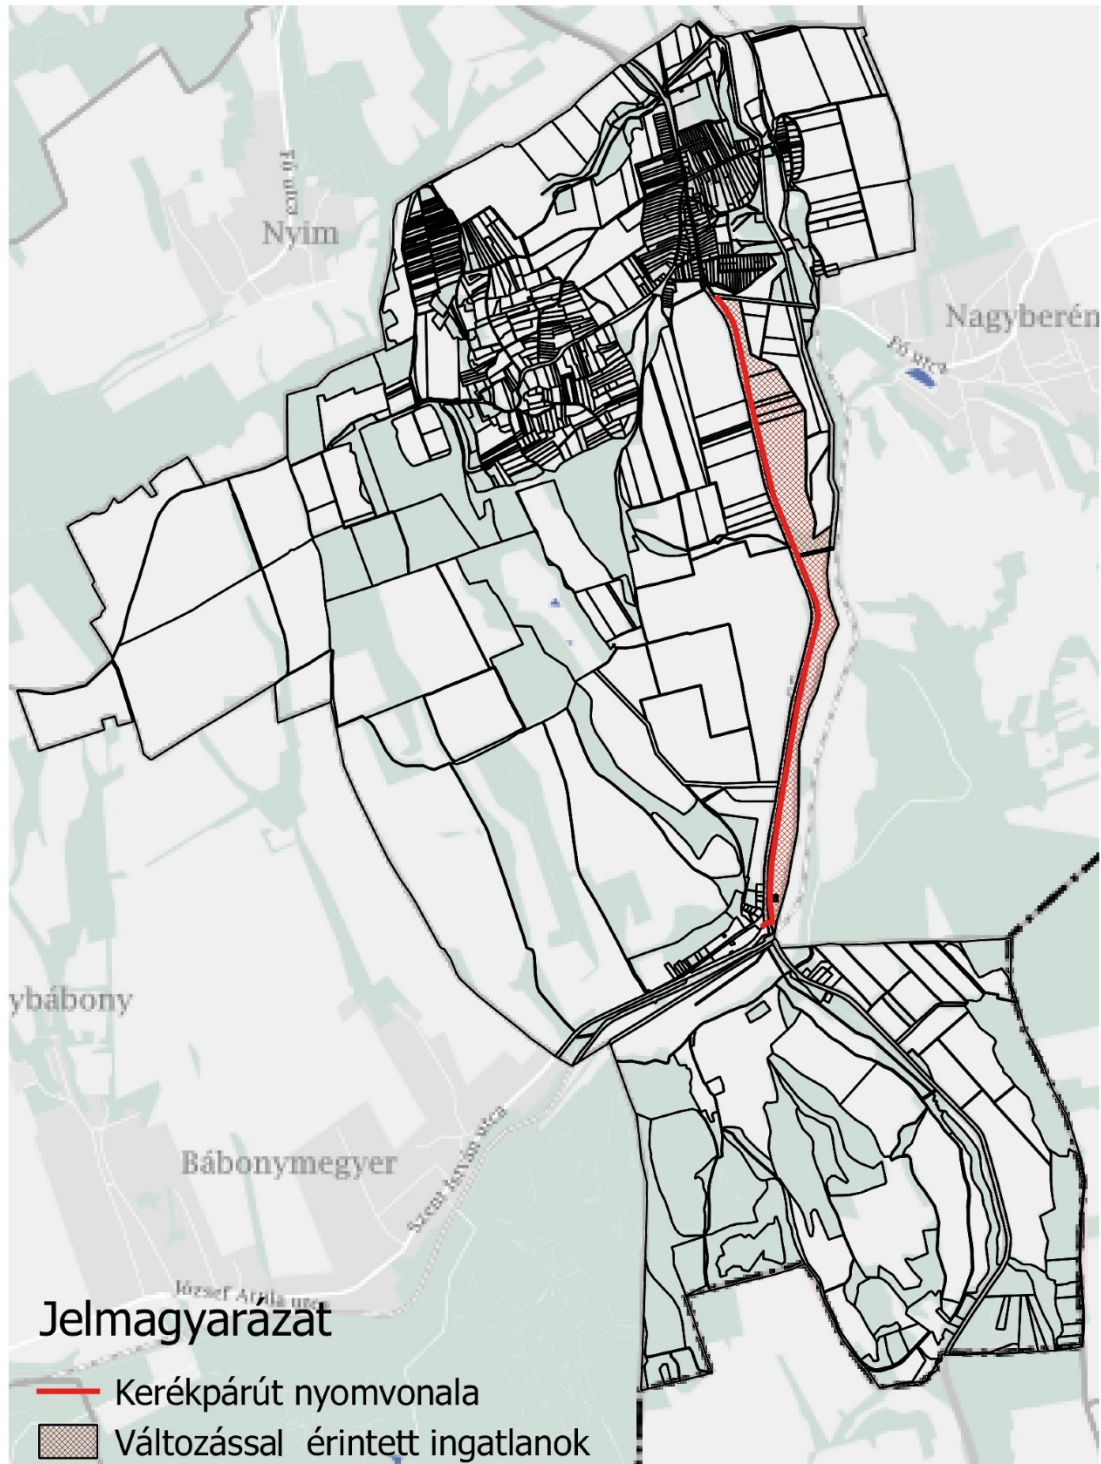 Fő utca
Nyim
Nagyberén
Fő utca
ybábony
Bábonymegyer
Szent István utca
József Attila utca
Jelmagyarázat
Kerékpárút nyomvonala
Változással érintett ingatlanok